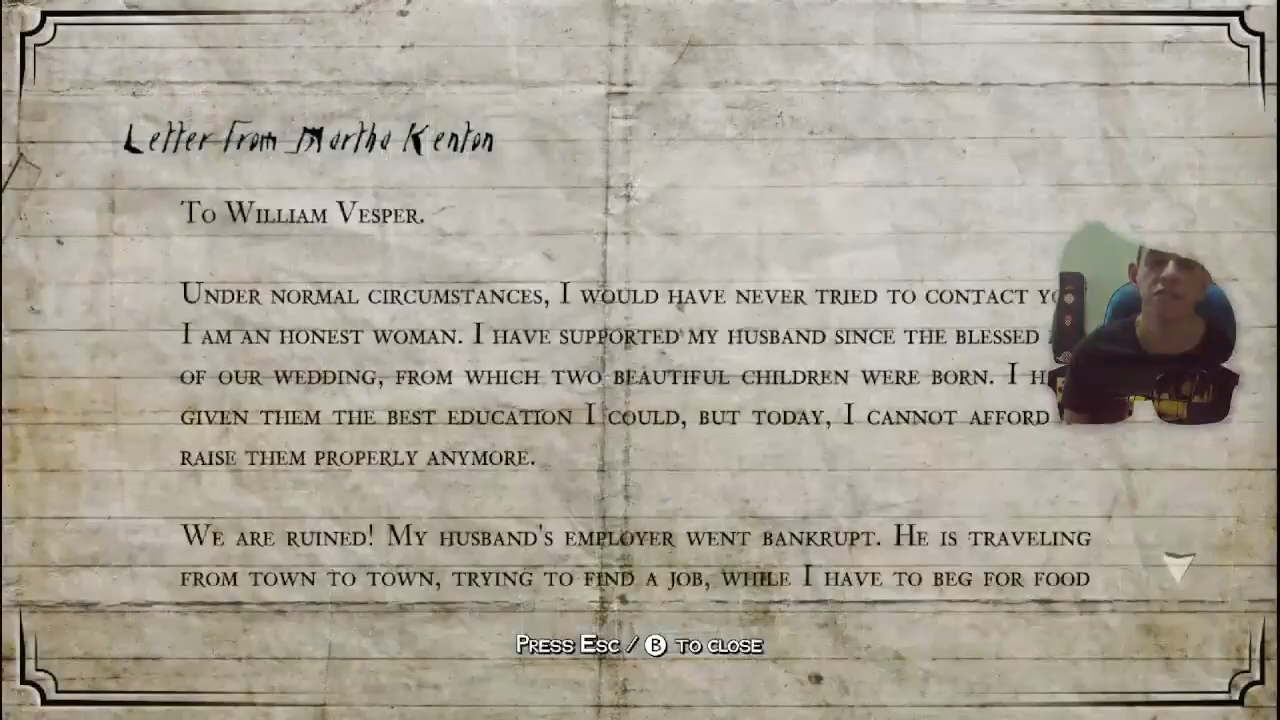 Letter from Martha Kenton
To William Vesper.
Under normal circumstances, I would have never tried to contact
I am an honest woman. I have supported my husband since the blessed
of our wedding, from which two beautiful children were born. I
given them the best education I could, but today, I cannot afford
raise them properly anymore.
We are ruined! My husband's employer went bankrupt. He is traveling
from town to town, trying to find a job, while I have to beg for food
Press Esc / B to close